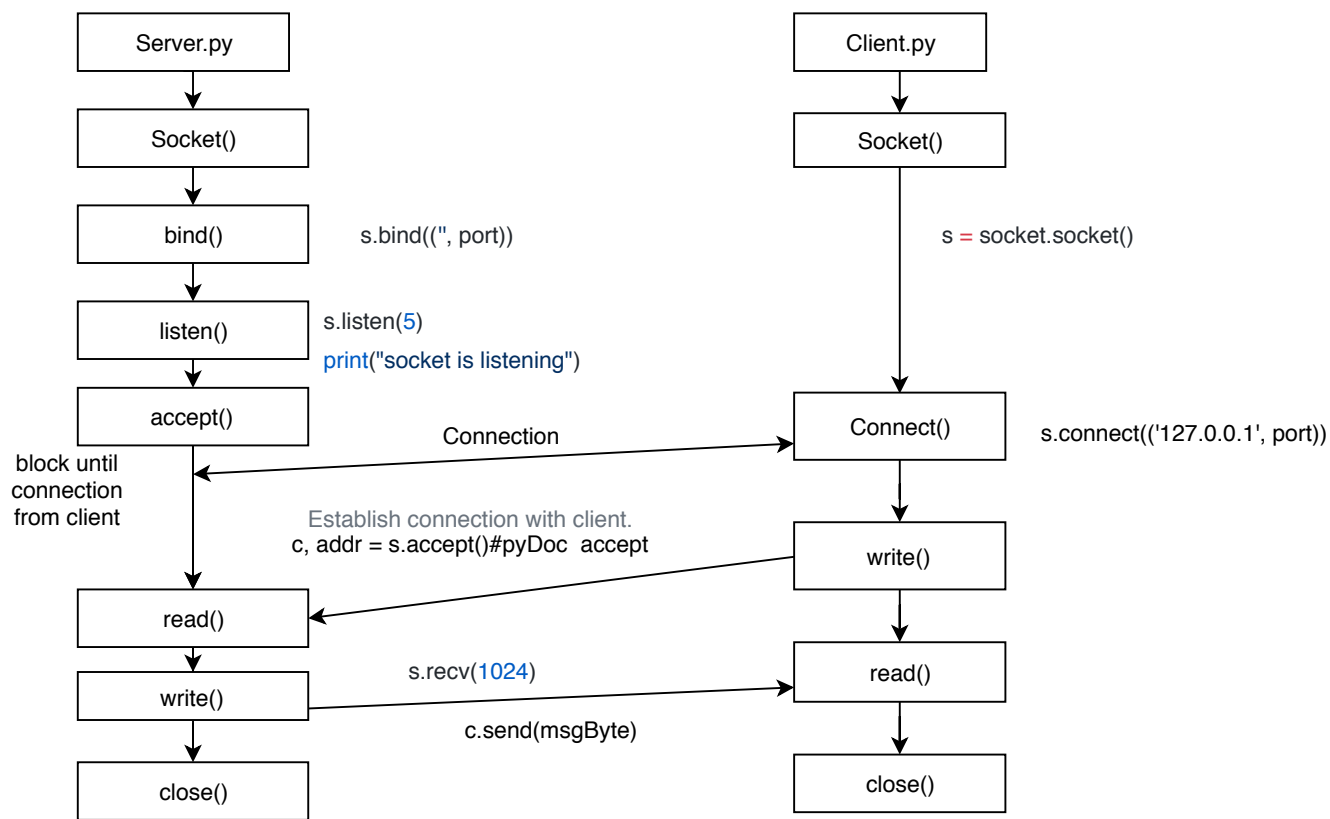 Server.py
Client.py
Socket()
Socket()
bind()
s.bind(('', port))
s = socket.socket()
listen()
s.listen(5)
print("socket is listening")
accept()
Connection
Connect()
s.connect(('127.0.0.1', port))
block until
connection
from client
Establish connection with client.
c, addr = s.accept()#pyDoc  accept
write()
read()
s.recv(1024)
read()
write()
c.send(msgByte)
close()
close()